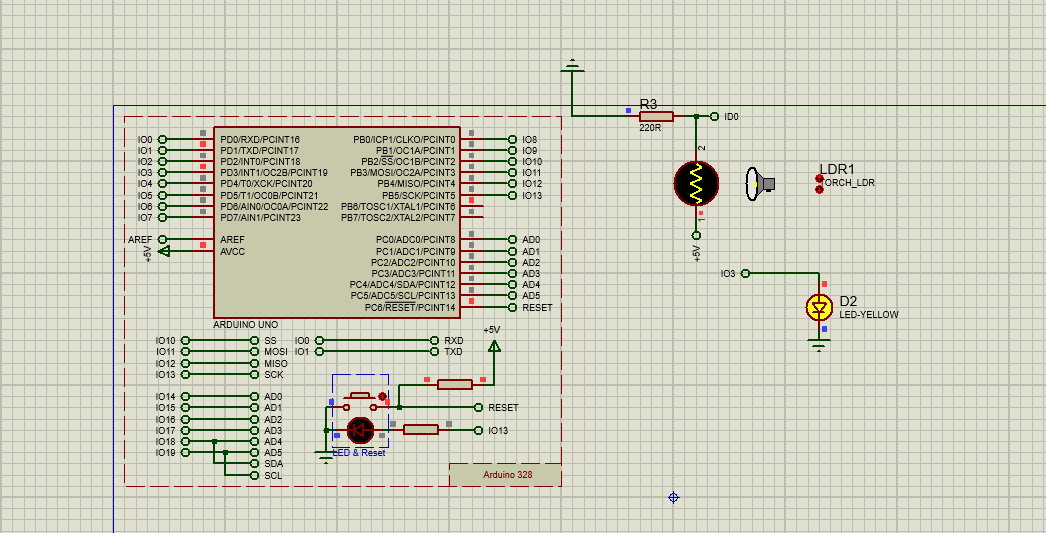 R3
220R
ID0
2
LDR1
TORCH_LDR
1
+5V
IO3
D2
LED-YELLOW
IO0 PD0/RXD/PCINT16 PB0/ICP1/CLKO/PCINT0 IO8
IO1 PD1/TXD/PCINT17 PB1/OC1A/PCINT1 IO9
IO2 PD2/INT0/PCINT18 PB2/SS/OC1B/PCINT2 IO10
IO3 PD3/INT1/OC2B/PCINT19 PB3/MOSI/OC2A/PCINT3 IO11
IO4 PD4/T0/XCK/PCINT20 PB4/MISO/PCINT4 IO12
IO5 PD5/T1/OC0B/PCINT21 PB5/SCK/PCINT5 IO13
IO6 PD6/AIN0/OC0A/PCINT22 PB6/TOSC1/XTAL1/PCINT6
IO7 PD7/AIN1/PCINT23 PB7/TOSC2/XTAL2/PCINT7
AREF AREF PC0/ADC0/PCINT8 AD0
+5V AVCC PC1/ADC1/PCINT9 AD1
PC2/ADC2/PCINT10 AD2
PC3/ADC3/PCINT11 AD3
PC4/ADC4/SDA/PCINT12 AD4
PC5/ADC5/SCL/PCINT13 AD5
PC6/RESET/PCINT14 RESET
ARDUINO UNO
+5V
IO10 SS IO0 RXD
IO11 MOSI IO1 TXD
IO12 MISO
IO13 SCK
IO14 AD0
IO15 AD1 RESET
IO16 AD2
IO17 AD3 IO13
IO18 AD4
IO19 AD5 LED & Reset
SDA
SCL Arduino 328